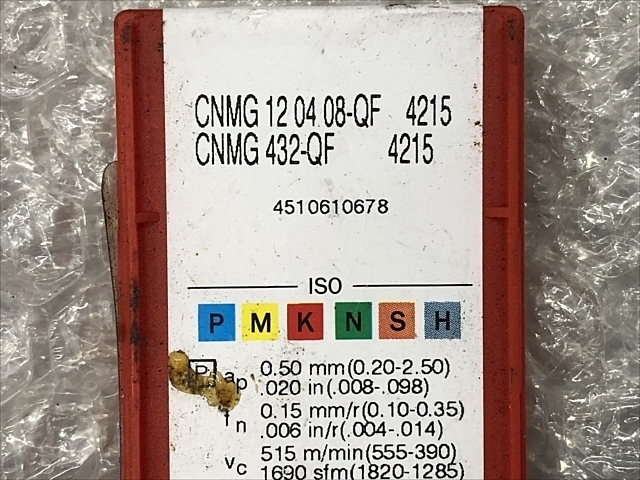 CNMG 12 04 08-QF 4215
CNMG 432-QF 4215
4510610678
ISO
P M K N S H
P ap 0.50 mm(0.20-2.50)
.020 in(.008-.098)
fn 0.15 mm/r(0.10-0.35)
.006 in/r(.004-.014)
vc 515 m/min(555-390)
1690 sfm(1820-1285)